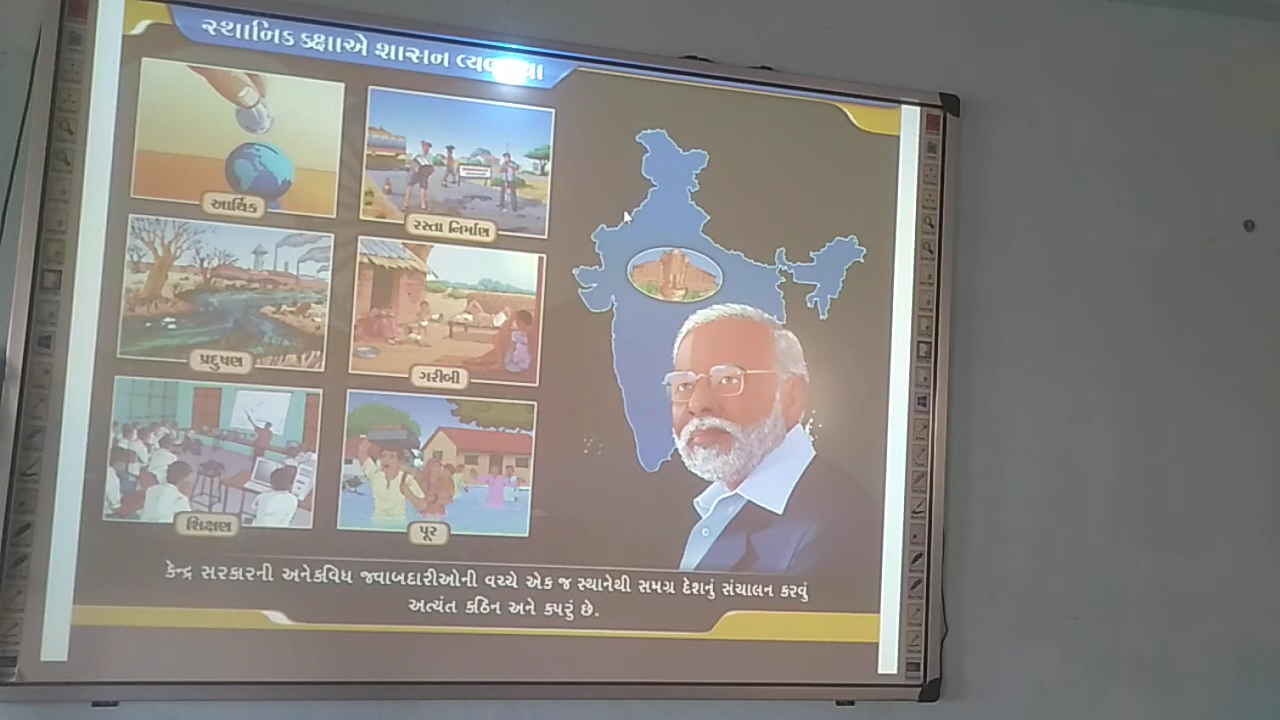 સ્થાનિક કક્ષાએ શાસન
આર્થિક
રસ્તા નિર્માણ
પ્રદુષણ
ગરીબી
શિક્ષણ
પૂર
કેન્દ્ર સરકારની અનેકવિધ જવાબદારીઓની વચ્ચે એક જ સ્થાનેથી સમગ્ર દેશનું સંચાલન કરવું
અત્યંત કઠિન અને કપરું છે.